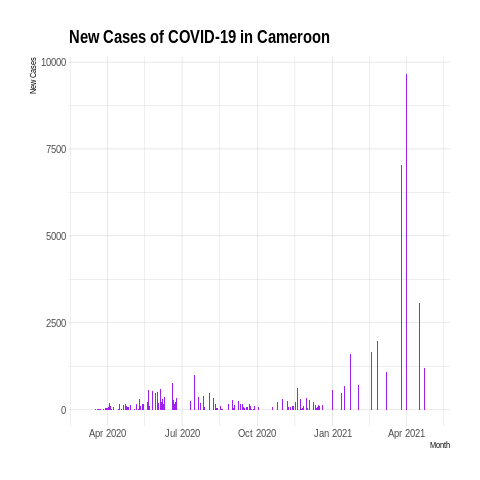 New Cases of COVID-19 in Cameroon
New Cases
10000
7500
5000
2500
0
Apr 2020 Jul 2020 Oct 2020 Jan 2021 Apr 2021
Month